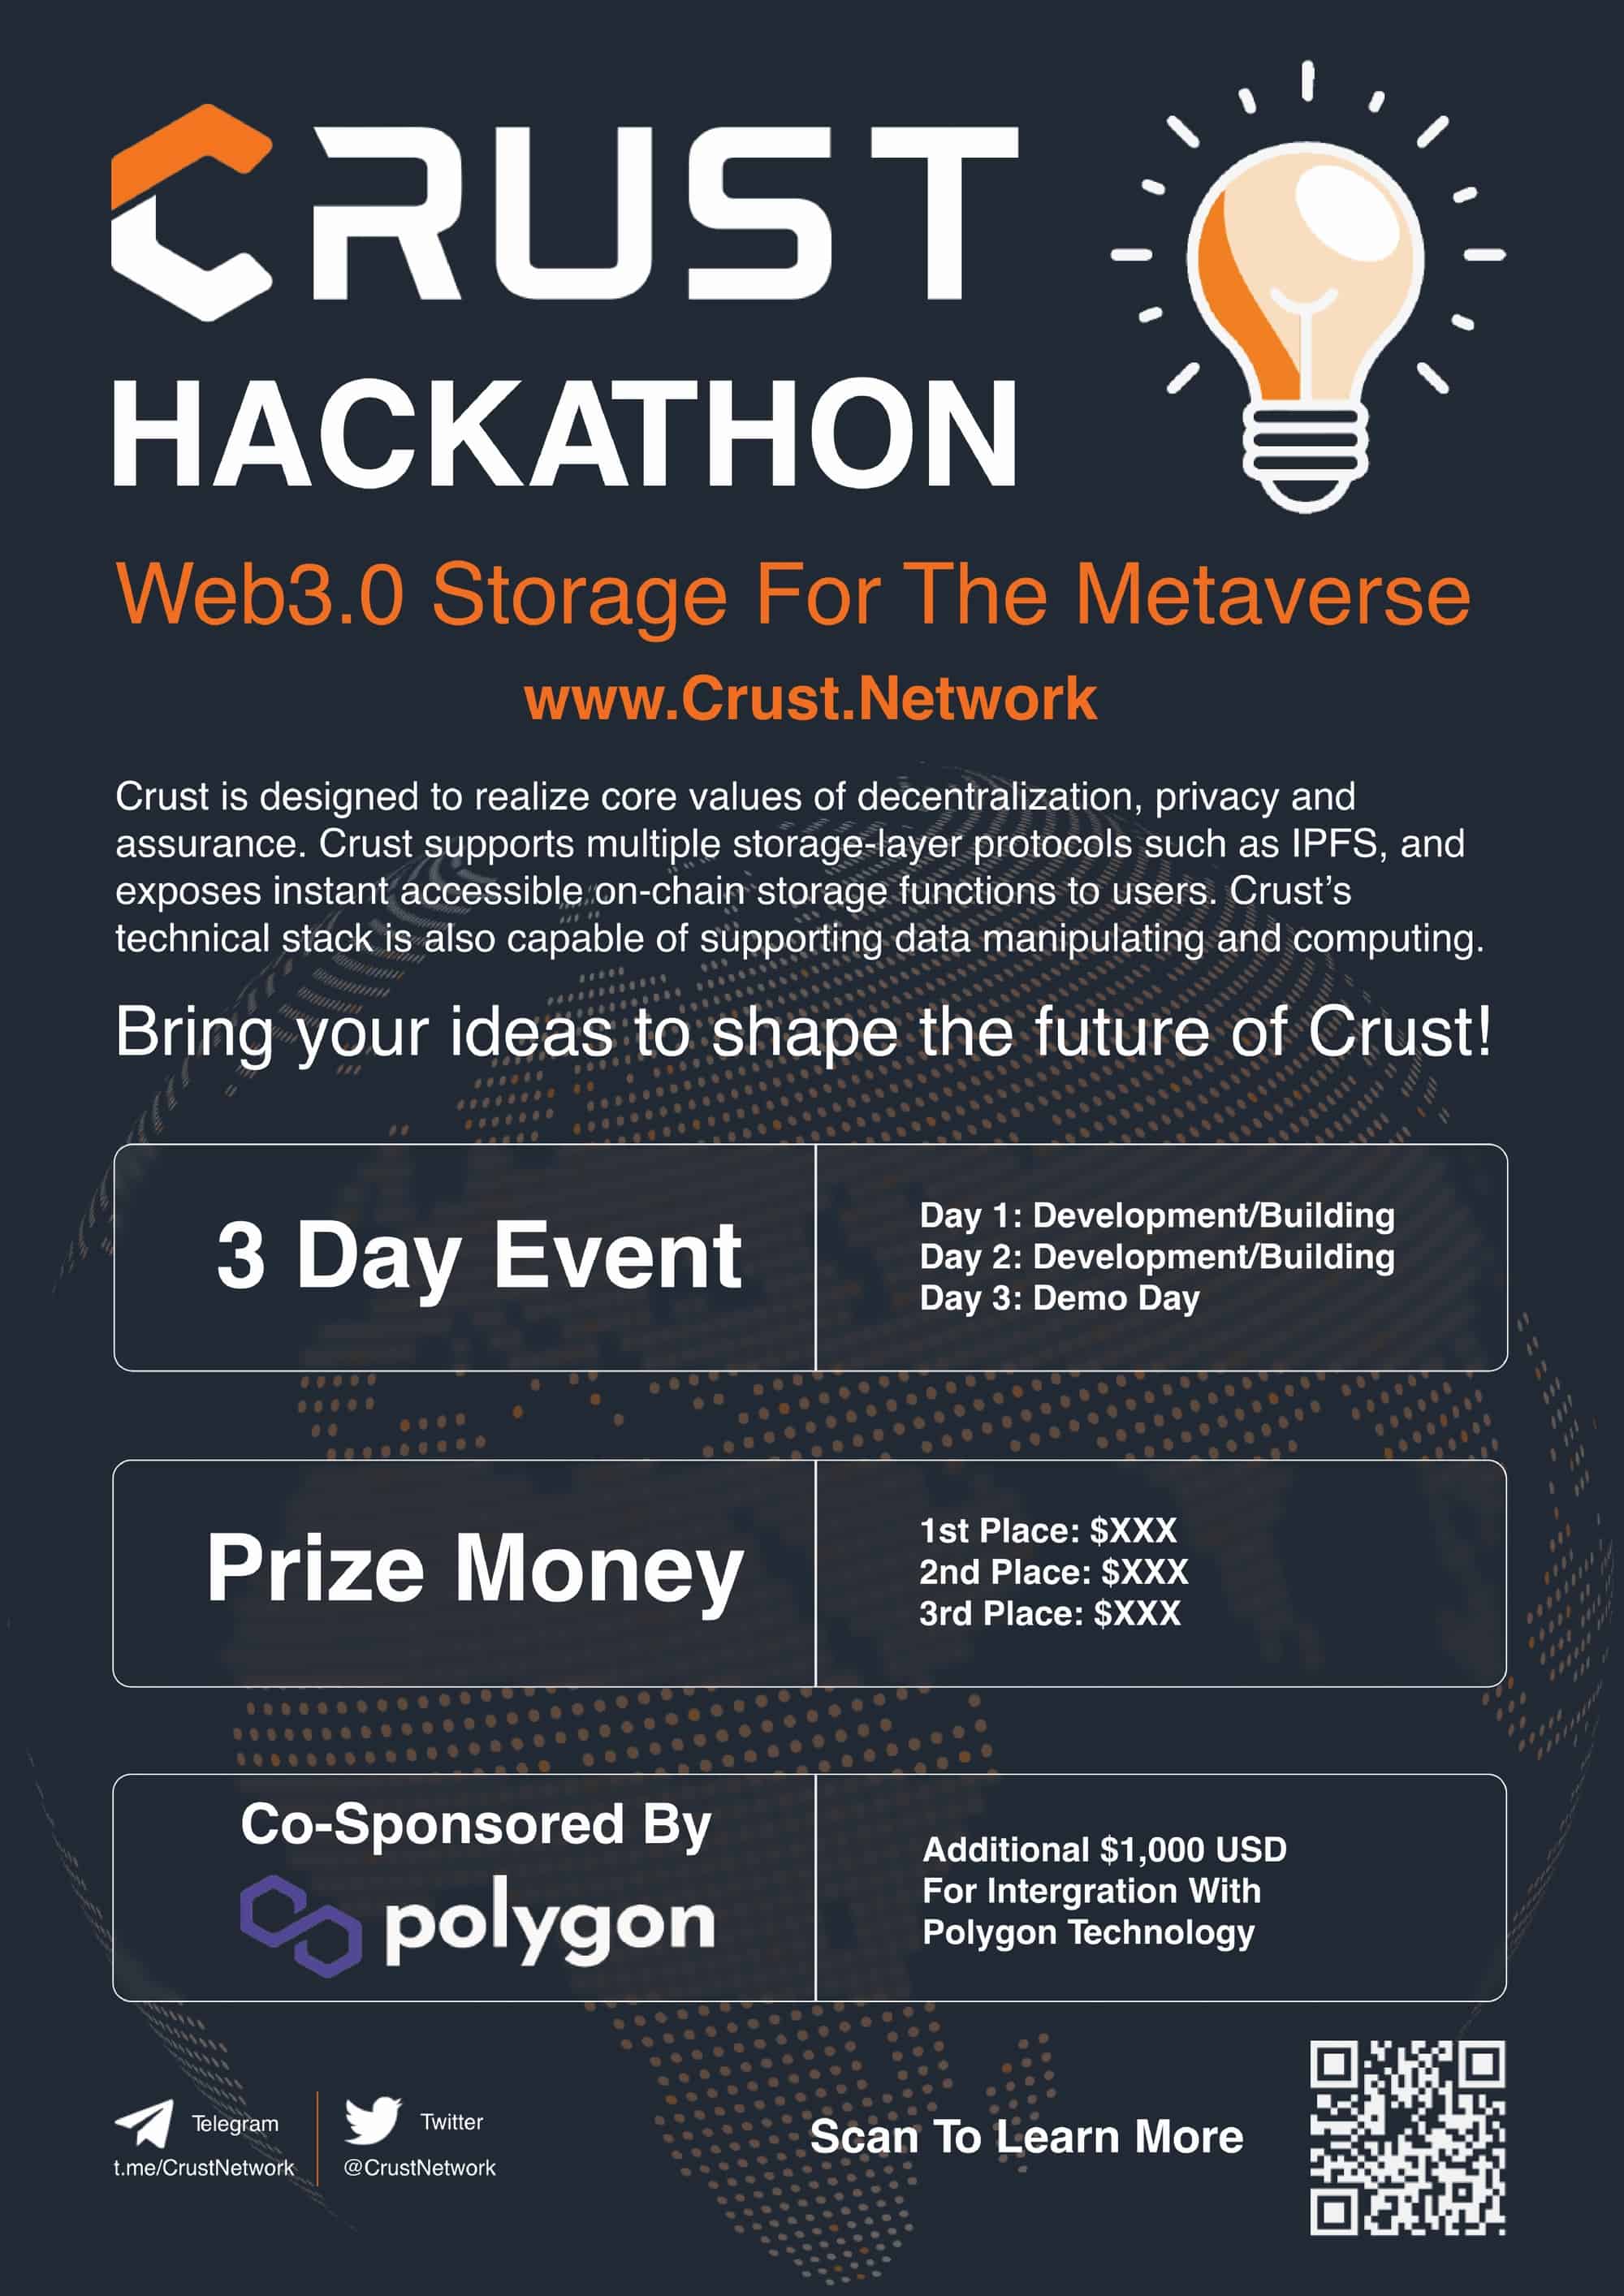 CRUST
HACKATHON
Web3.0 Storage For The Metaverse
www.Crust.Network
Crust is designed to realize core values of decentralization, privacy and
assurance. Crust supports multiple storage-layer protocols such as IPFS, and
exposes instant accessible on-chain storage functions to users. Crust’s
technical stack is also capable of supporting data manipulating and computing.
Bring your ideas to shape the future of Crust!
3 Day Event
Day 1: Development/Building
Day 2: Development/Building
Day 3: Demo Day
Prize Money
1st Place: $XXX
2nd Place: $XXX
3rd Place: $XXX
Co-Sponsored By
polygon
Additional $1,000 USD
For Intergration With
Polygon Technology
Telegram
t.me/CrustNetwork
Twitter
@CrustNetwork
Scan To Learn More